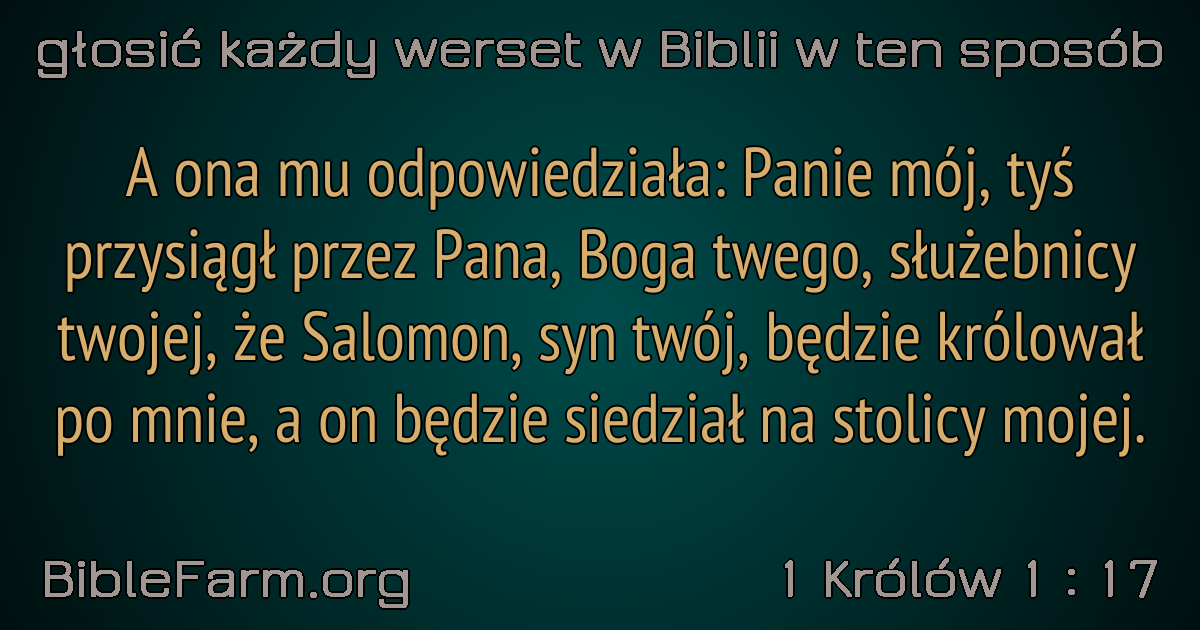 głosić każdy werset w Biblii w ten sposób
A ona mu odpowiedziała: Panie mój, tyś
przysiągł przez Pana, Boga twego, służebnicy
twojej, że Salomon, syn twój, będzie królował
po mnie, a on będzie siedział na stolicy mojej.
BibleFarm.org
1 Królów 1 : 17